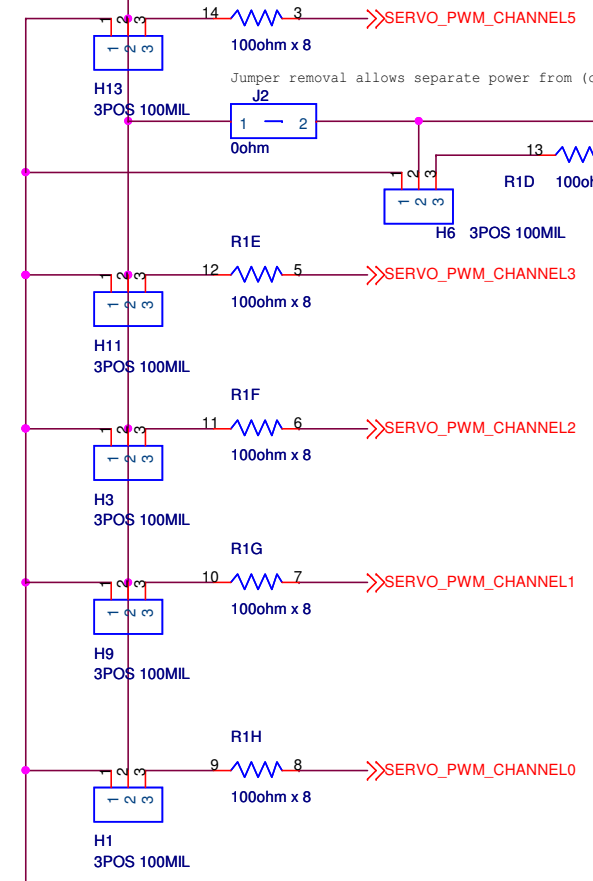 14 3 SERVO_PWM_CHANNEL5
1 2 3
1 2 3
100ohm x 8
H13
3POS 100MIL
Jumper removal allows separate power from (
J2
1 2
0ohm
13
1 2 3
R1D 100oh
1 2 3
H6 3POS 100MIL
R1E
12 5 SERVO_PWM_CHANNEL3
1 2 3
1 2 3
100ohm x 8
H11
3POS 100MIL
R1F
11 6 SERVO_PWM_CHANNEL2
1 2 3
1 2 3
100ohm x 8
H3
3POS 100MIL
R1G
10 7 SERVO_PWM_CHANNEL1
1 2 3
1 2 3
100ohm x 8
H9
3POS 100MIL
R1H
9 8 SERVO_PWM_CHANNEL0
1 2 3
1 2 3
100ohm x 8
H1
3POS 100MIL